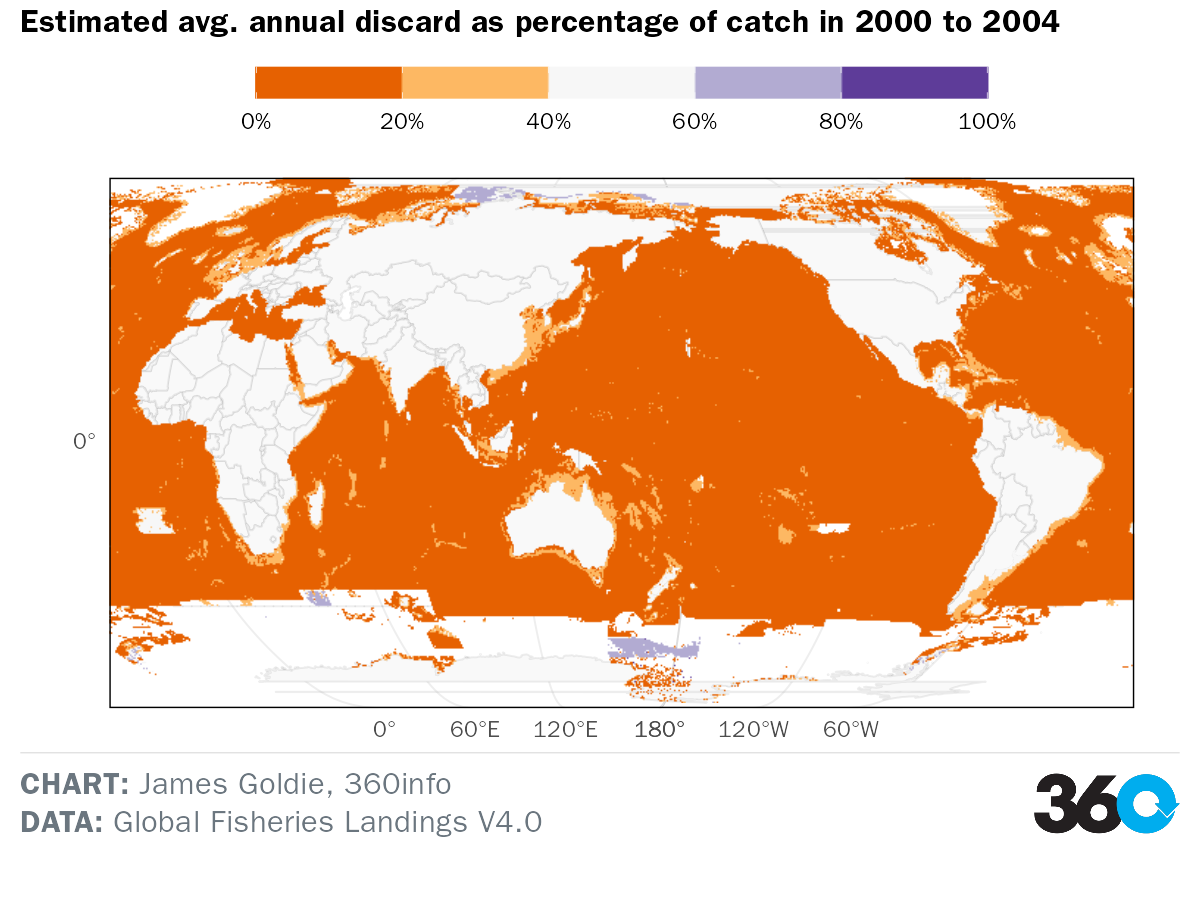 Estimated avg. annual discard as percentage of catch in 2000 to 2004
0% 20% 40% 60% 80% 100%
0°
0° 60°E 120°E 180° 120°W 60°W
CHART: James Goldie, 360info
DATA: Global Fisheries Landings V4.0
360